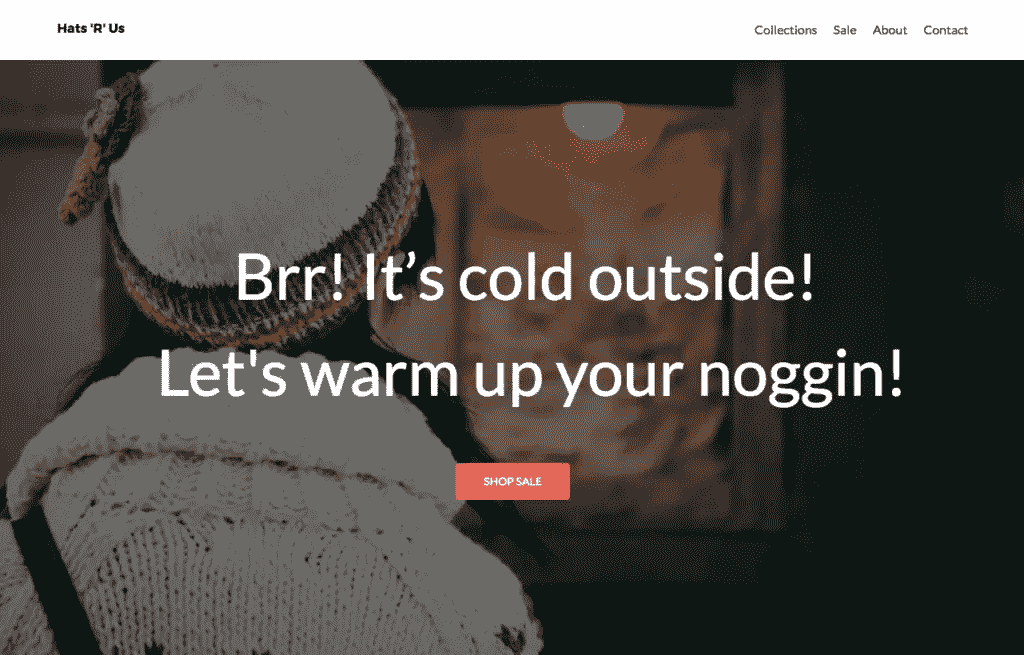 Hats 'R' Us
Collections Sale About Contact
Brr! It’s cold outside!
Let's warm up your noggin!
SHOP SALE